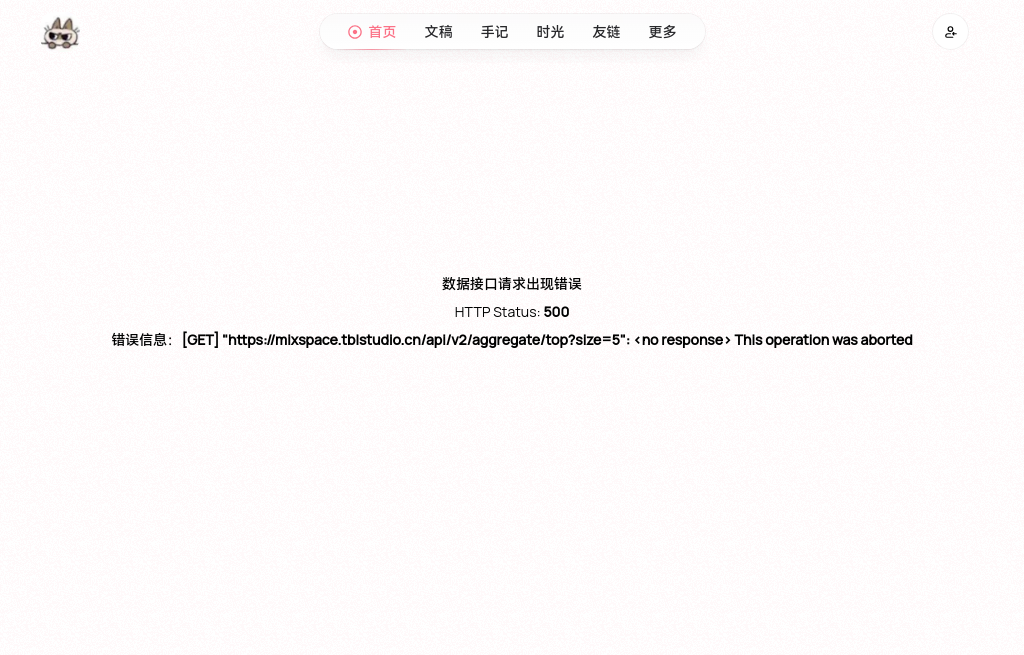 首页 文稿 手记 时光 友链 更多
数据接口请求出现错误
HTTP Status: 500
错误信息： [GET] "https://mixspace.tbistudio.cn/api/v2/aggregate/top?size=5": <no response> This operation was aborted